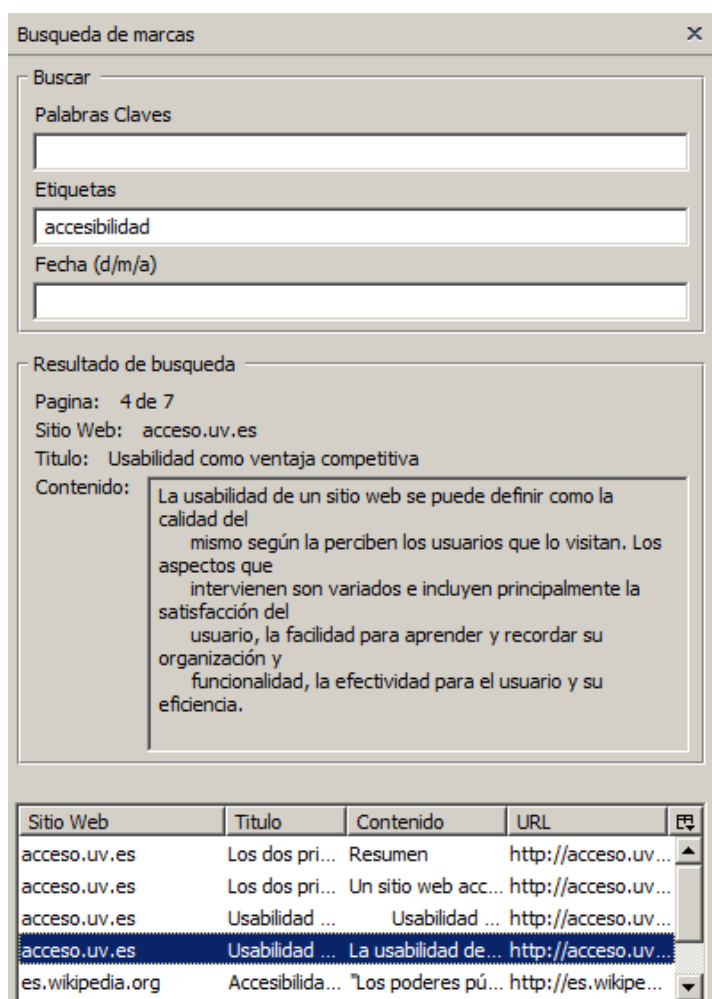 Busqueda de marcas
Buscar
Palabras Claves
Etiquetas
accesibilidad
Fecha (d/m/a)
Resultado de busqueda
Pagina: 4 de 7
Sitio Web: acceso.uv.es
Titulo: Usabilidad como ventaja competitiva
Contenido:
La usabilidad de un sitio web se puede definir como la
calidad del
mismo según la perciben los usuarios que lo visitan. Los
aspectos que
intervienen son variados e incluyen principalmente la
satisfacción del
usuario, la facilidad para aprender y recordar su
organización y
funcionalidad, la efectividad para el usuario y su
eficiencia.
Sitio Web Titulo Contenido URL
acceso.uv.es Los dos pri... Resumen http://acceso.uv...
acceso.uv.es Los dos pri... Un sitio web acc... http://acceso.uv...
acceso.uv.es Usabilidad ... Usabilidad ... http://acceso.uv...
acceso.uv.es Usabilidad ... La usabilidad de... http://acceso.uv...
es.wikipedia.org Accesibilida... "Los poderes pú... http://es.wikipe...